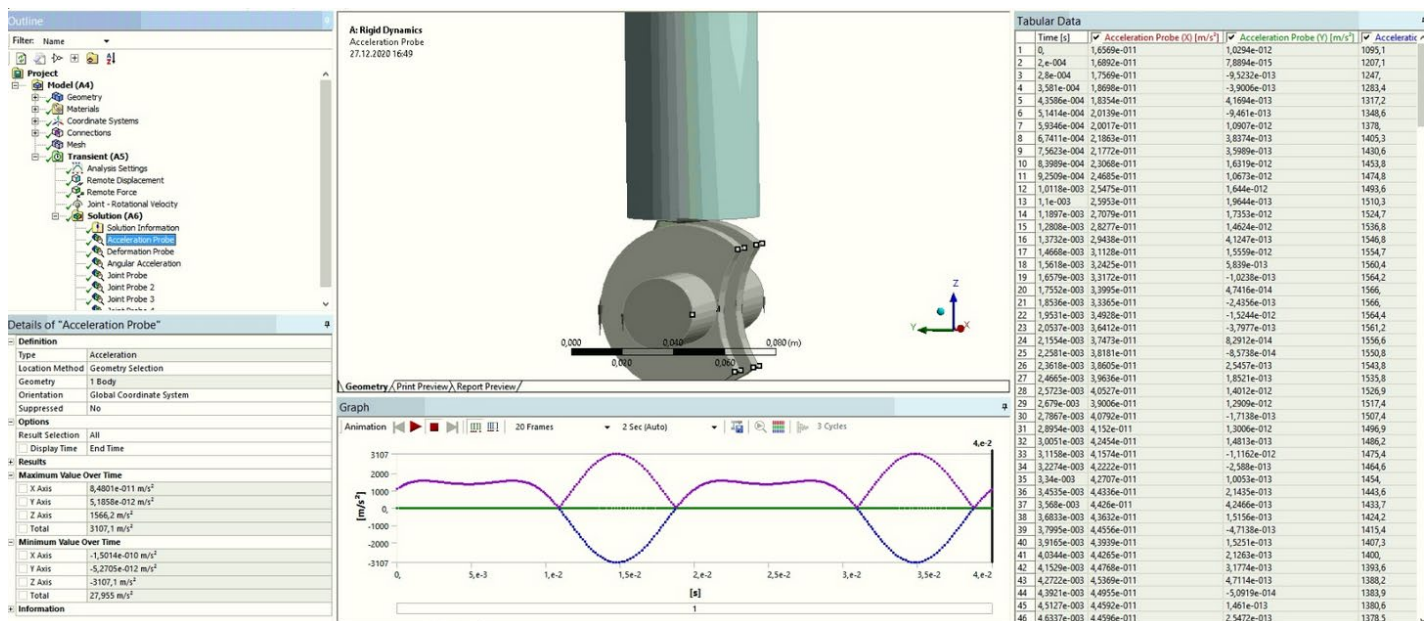 Outline
Filter: Name
Project
Model (A4)
Geometry
Materials
Coordinate Systems
Connections
Mesh
Transient (A5)
Analysis Settings
Remote Displacement
Remote Force
Joint - Rotational Velocity
Solution (A6)
Solution Information
Acceleration Probe
Deformation Probe
Angular Acceleration
Joint Probe
Joint Probe 2
Joint Probe 3
Details of "Acceleration Probe"
Definition
Type Acceleration
Location Method Geometry Selection
Geometry 1 Body
Orientation Global Coordinate System
Suppressed No
Options
Result Selection All
Display Time End Time
Results
Maximum Value Over Time
X Axis 8,4801e-011 m/s²
Y Axis 5,1858e-012 m/s²
Z Axis 1566,2 m/s²
Total 3107,1 m/s²
Minimum Value Over Time
X Axis -1,5014e-010 m/s²
Y Axis -5,2705e-012 m/s²
Z Axis -3107,1 m/s²
Total 27,955 m/s²
Information
A: Rigid Dynamics
Acceleration Probe
27.12.2020 16:49
Z
Y
X
0,000 0,040 0,080 (m)
0,020 0,060
Geometry Print Preview Report Preview
Graph
Animation 20 Frames 2 Sec (Auto) 3 Cycles
4,e-2
3107
2000
1000
0,
-1000
-2000
-3107
[m/s²]
0, 5,e-3 1,e-2 1,5e-2 2,e-2 2,5e-2 3,e-2 3,5e-2 4,e-2
[s]
1
Tabular Data
Time [s] Acceleration Probe (X) [m/s²] Acceleration Probe (Y) [m/s²] Acceleratic
1 0, 1,6569e-011 1,0294e-012 1095,1
2 2,e-004 1,6892e-011 7,8894e-015 1207,1
3 2,8e-004 1,7569e-011 -9,5232e-013 1247,
4 3,581e-004 1,8698e-011 -3,9006e-013 1283,4
5 4,3586e-004 1,8354e-011 4,1694e-013 1317,2
6 5,1414e-004 2,0139e-011 -9,461e-013 1348,6
7 5,9346e-004 2,0017e-011 1,0907e-012 1378,
8 6,7411e-004 2,1863e-011 3,8374e-013 1405,3
9 7,5623e-004 2,1772e-011 3,5989e-013 1430,6
10 8,3989e-004 2,3068e-011 1,6319e-012 1453,8
11 9,2509e-004 2,4685e-011 1,0673e-012 1474,8
12 1,0118e-003 2,5475e-011 1,644e-012 1493,6
13 1,1e-003 2,5953e-011 1,9644e-013 1510,3
14 1,1897e-003 2,7079e-011 1,7353e-012 1524,7
15 1,2808e-003 2,8277e-011 1,4624e-012 1536,8
16 1,3732e-003 2,9438e-011 4,1247e-013 1546,8
17 1,4668e-003 3,1128e-011 1,5559e-012 1554,7
18 1,5618e-003 3,2425e-011 5,839e-013 1560,4
19 1,6579e-003 3,3172e-011 -1,0238e-013 1564,2
20 1,7552e-003 3,3995e-011 4,7416e-014 1566,
21 1,8536e-003 3,3365e-011 -2,4356e-013 1566,
22 1,9531e-003 3,4928e-011 -1,5244e-012 1564,4
23 2,0537e-003 3,6412e-011 -3,7977e-013 1561,2
24 2,1554e-003 3,7473e-011 8,2912e-014 1556,6
25 2,2581e-003 3,8181e-011 -8,5738e-014 1550,8
26 2,3618e-003 3,8605e-011 2,5457e-013 1543,8
27 2,4665e-003 3,9636e-011 1,8521e-013 1535,8
28 2,5723e-003 4,0527e-011 1,4012e-012 1526,9
29 2,679e-003 3,9006e-011 1,2909e-012 1517,4
30 2,7867e-003 4,0792e-011 -1,7138e-013 1507,4
31 2,8954e-003 4,152e-011 1,3006e-012 1496,9
32 3,0051e-003 4,2454e-011 1,4813e-013 1486,2
33 3,1158e-003 4,1574e-011 -1,1162e-012 1475,4
34 3,2274e-003 4,2222e-011 -2,588e-013 1464,6
35 3,34e-003 4,2707e-011 1,0053e-013 1454,
36 3,4535e-003 4,4336e-011 2,1435e-013 1443,6
37 3,568e-003 4,426e-011 4,2466e-013 1433,7
38 3,6833e-003 4,3632e-011 1,5156e-013 1424,2
39 3,7995e-003 4,4556e-011 -4,7138e-013 1415,4
40 3,9165e-003 4,3939e-011 1,5251e-013 1407,3
41 4,0344e-003 4,4265e-011 2,1263e-013 1400,
42 4,1529e-003 4,4768e-011 3,1774e-013 1393,6
43 4,2722e-003 4,5369e-011 4,7114e-013 1388,2
44 4,3921e-003 4,4955e-011 -5,0919e-014 1383,9
45 4,5127e-003 4,4592e-011 1,461e-013 1380,6
46 4,6337e-003 4,4596e-011 2,5472e-013 1378,5